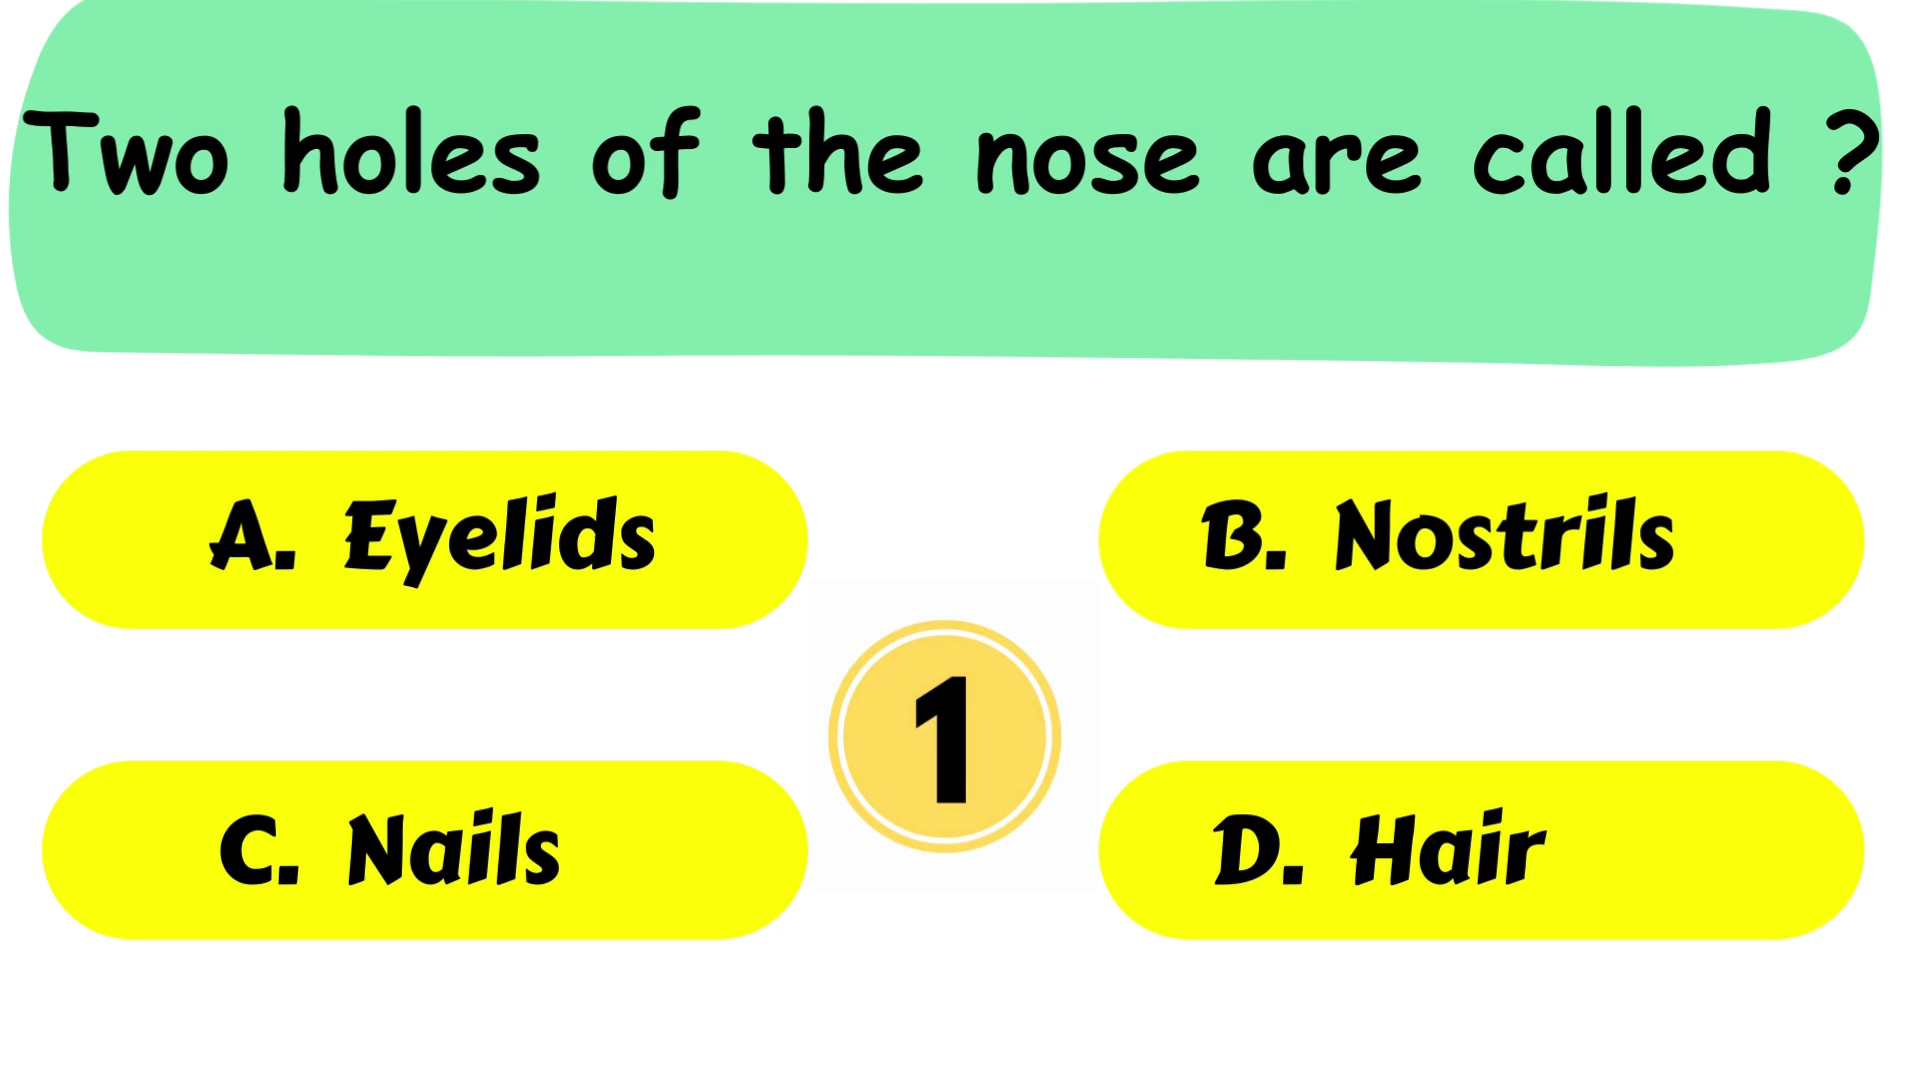 Two holes of the nose are called ?
A. Eyelids
B. Nostrils
1
C. Nails
D. Hair